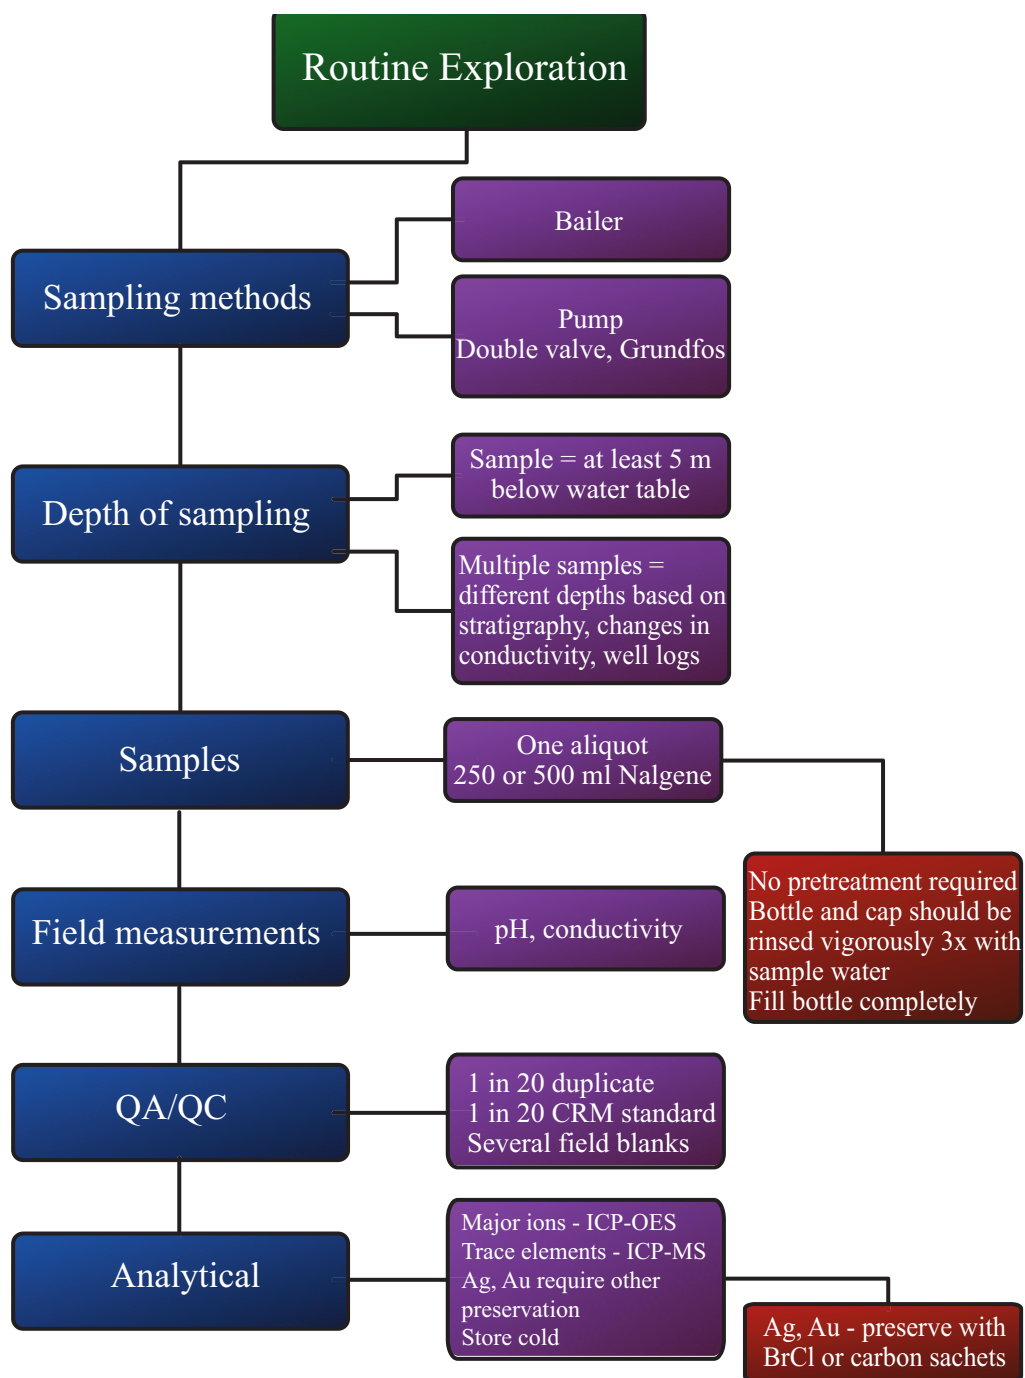 Routine Exploration
Sampling methods
Bailer
Pump
Double valve, Grundfos
Depth of sampling
Sample = at least 5 m
below water table
Multiple samples =
different depths based on
stratigraphy, changes in
conductivity, well logs
Samples
One aliquot
250 or 500 ml Nalgene
No pretreatment required
Bottle and cap should be
rinsed vigorously 3x with
sample water
Fill bottle completely
Field measurements
pH, conductivity
QA/QC
1 in 20 duplicate
1 in 20 CRM standard
Several field blanks
Analytical
Major ions - ICP-OES
Trace elements - ICP-MS
Ag, Au require other
preservation
Store cold
Ag, Au - preserve with
BrCl or carbon sachets